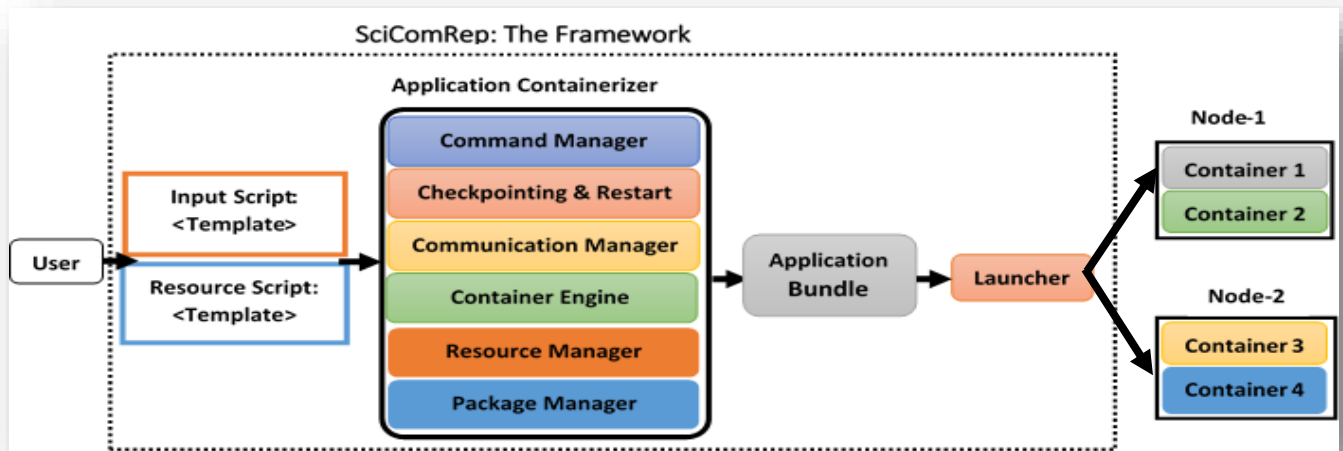 SciComRep: The Framework
Application Containerizer
User
Input Script:
<Template>
Resource Script:
<Template>
Command Manager
Checkpointing & Restart
Communication Manager
Container Engine
Resource Manager
Package Manager
Application
Bundle
Launcher
Node-1
Container 1
Container 2
Node-2
Container 3
Container 4